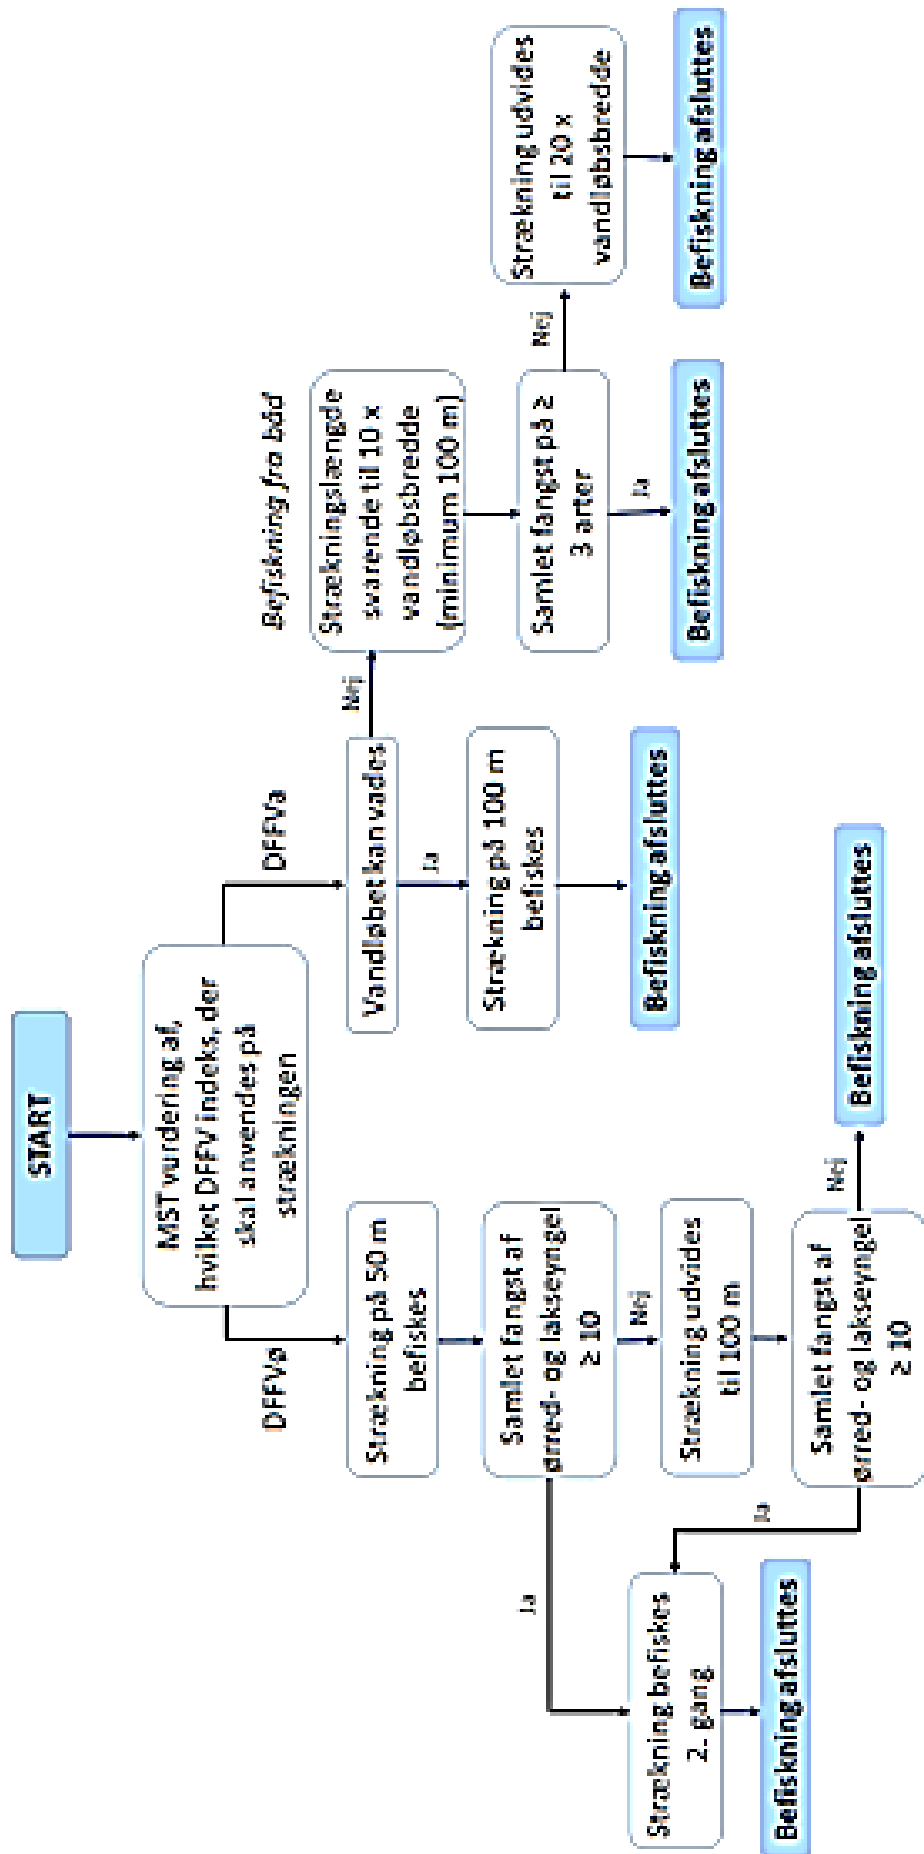 START
MST vurdering af,
hvilket DFFV indeks, der
skal anvendes på
strækningen
DFFVø
DFFVa
Strækning på 50 m
befiskes
Samlet fangst af
ørred- og lakseyngel
≥ 10
Ja
Nej
Strækning udvides
til 100 m
Samlet fangst af
ørred- og lakseyngel
≥ 10
Ja
Nej
Strækning befiskes
2. gang
Befiskning afsluttes
Befiskning afsluttes
Vandløbet kan vades
Ja
Nej
Strækning på 100 m
befiskes
Befiskning afsluttes
Befiskning fra båd
Strækningslængde
svarende til 10 x
vandløbsbredde
(minimum 100 m)
Samlet fangst på ≥
3 arter
Ja
Nej
Befiskning afsluttes
Strækning udvides
til 20 x
vandløbsbredde
Befiskning afsluttes